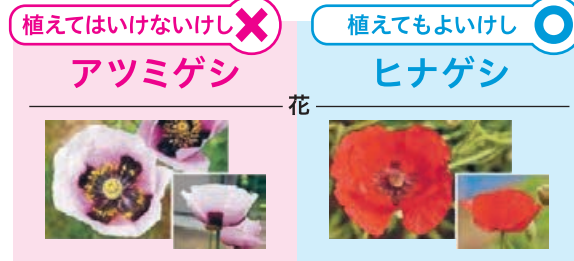 植えてはいけないけし
植えてもよいけし
アツミゲシ
ヒナゲシ
花